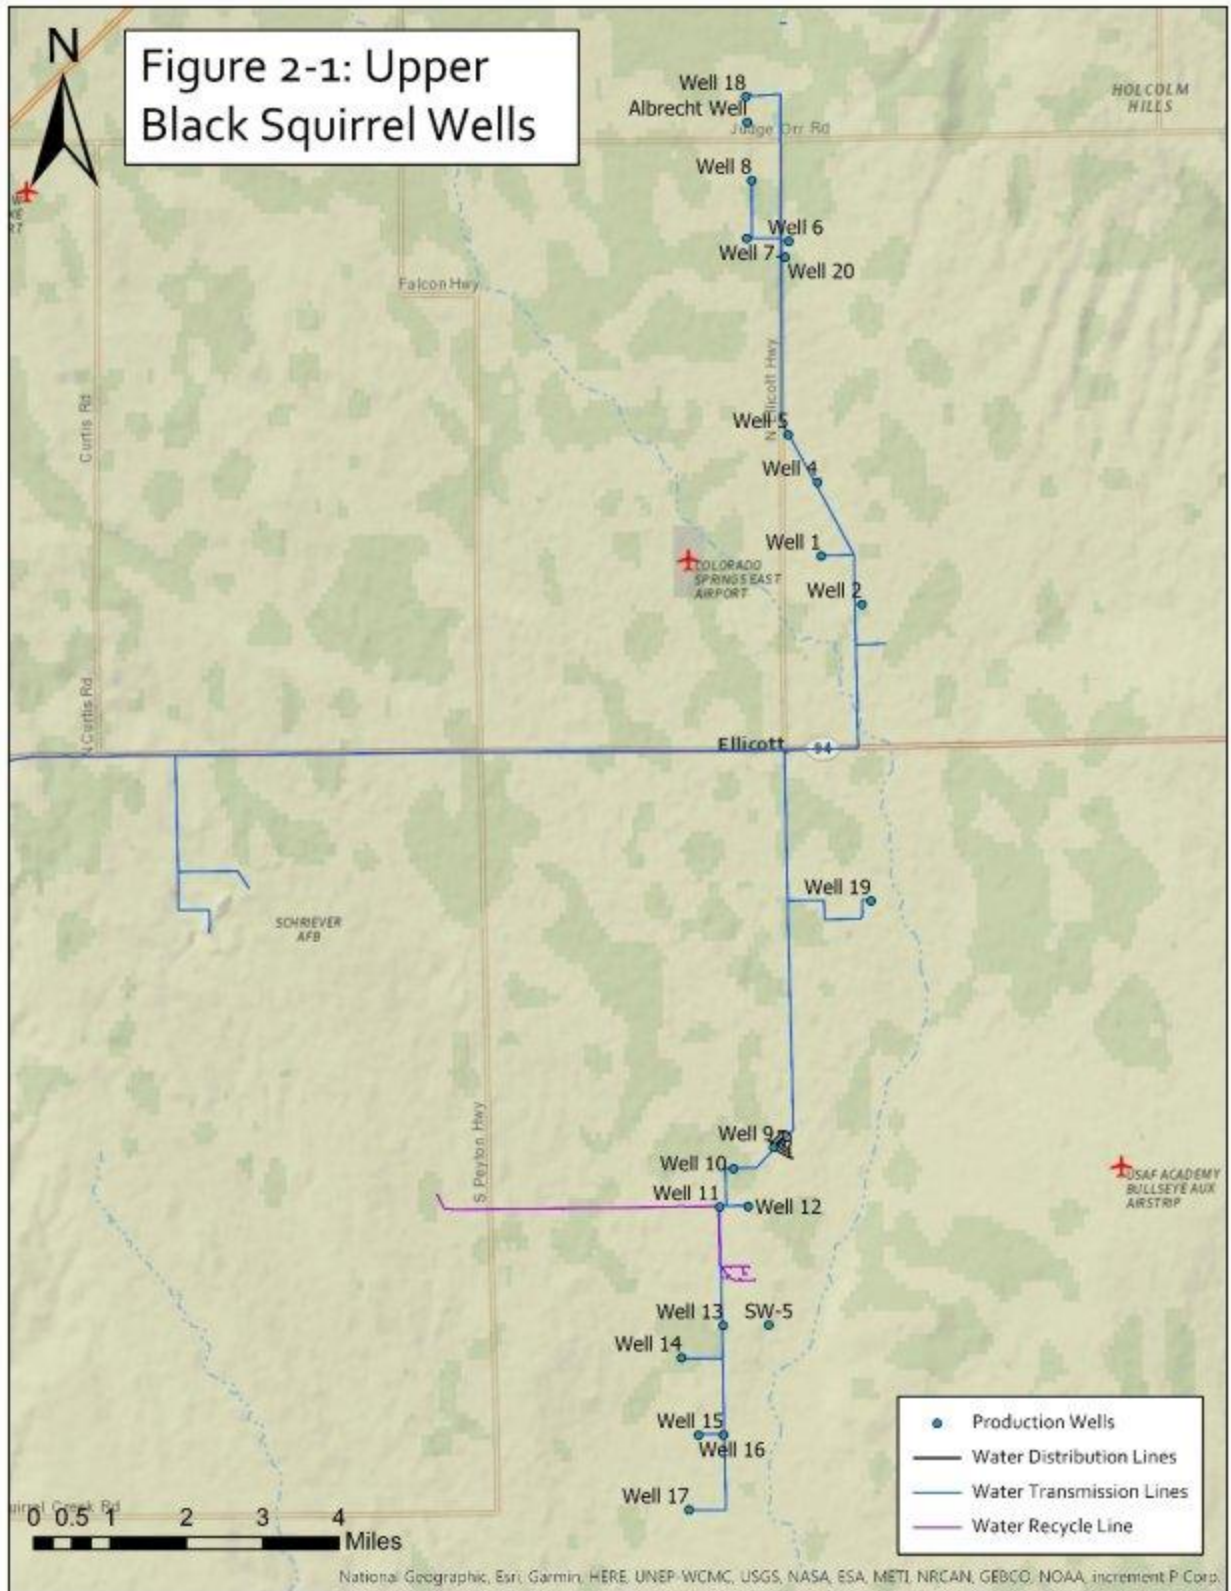 N
Figure 2-1: Upper
Black Squirrel Wells
HOLCOLM
HILLS
Well 18
Albrecht Well
Judge Orr Rd
Well 8
Well 6
Well 7
Well 20
Falcon Hwy
N Ellicott Hwy
Curtis Rd
Well 5
Well 4
Well 1
COLORADO
SPRINGS EAST
AIRPORT
Well 2
N Curtis Rd
Ellicott
94
Well 19
SCHRIEVER
AFB
S Peyton Hwy
Well 9
Well 10
USAF ACADEMY
BULLSEYE AUX
AIRSTRIP
Well 11
Well 12
Well 13
SW-5
Well 14
Well 15
Well 16
Well 17
Production Wells
Water Distribution Lines
Water Transmission Lines
Water Recycle Line
Creek Rd
0 0.5 1 2 3 4
Miles
National Geographic, Esri, Garmin, HERE, UNEP-WCMC, USGS, NASA, ESA, METI, NRCAN, GEBCO, NOAA, increment P Corp.